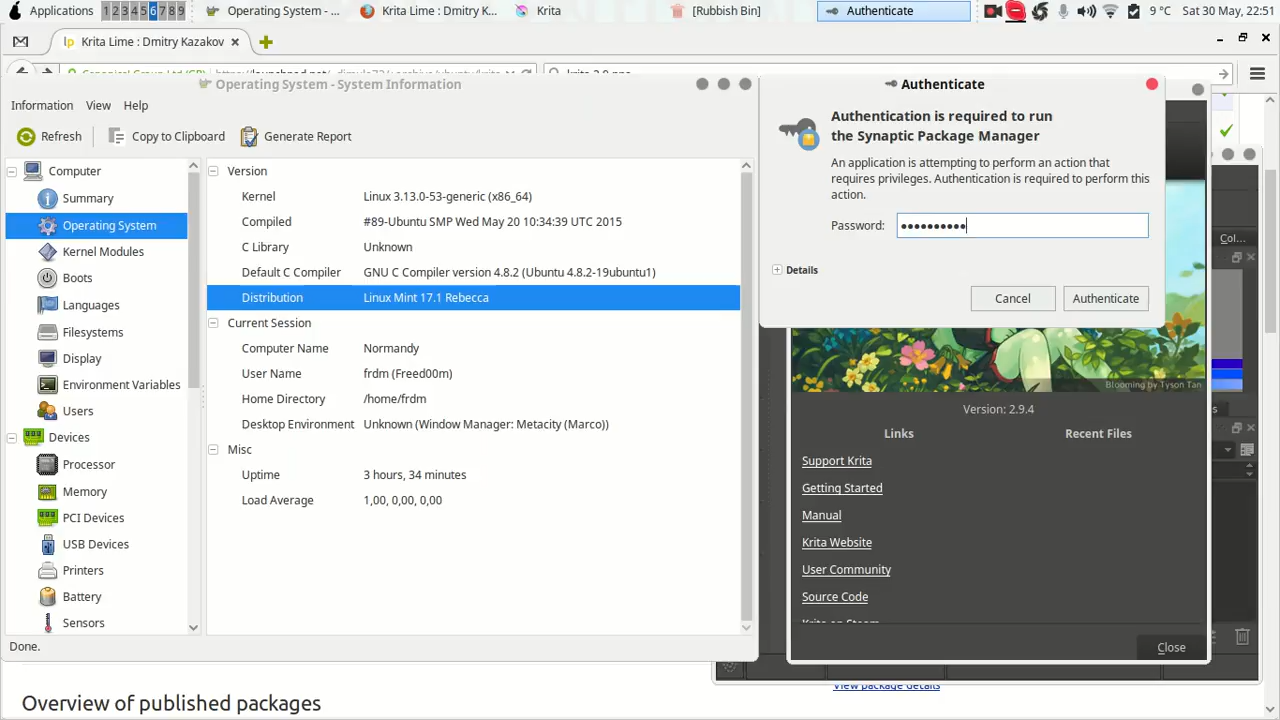 Applications 1 2 3 4 5 6 7 8 9 Operating System - ... Krita Lime : Dmitry K... Krita [Rubbish Bin] Authenticate 9 °C Sat 30 May, 22:51
Krita Lime : Dmitry Kazakov
Operating System - System Information
Information View Help
Refresh Copy to Clipboard Generate Report
Computer
Summary
Operating System
Kernel Modules
Boots
Languages
Filesystems
Display
Environment Variables
Users
Devices
Processor
Memory
PCI Devices
USB Devices
Printers
Battery
Sensors
Version
Kernel Linux 3.13.0-53-generic (x86_64)
Compiled #89-Ubuntu SMP Wed May 20 10:34:39 UTC 2015
C Library Unknown
Default C Compiler GNU C Compiler version 4.8.2 (Ubuntu 4.8.2-19ubuntu1)
Distribution Linux Mint 17.1 Rebecca
Current Session
Computer Name Normandy
User Name frdm (Freed00m)
Home Directory /home/frdm
Desktop Environment Unknown (Window Manager: Metacity (Marco))
Misc
Uptime 3 hours, 34 minutes
Load Average 1,00, 0,00, 0,00
Done.
Authenticate
Authentication is required to run
the Synaptic Package Manager
An application is attempting to perform an action that
requires privileges. Authentication is required to perform this
action.
Password: ••••••••••
Details
Cancel Authenticate
Col...
Blooming by Tyson Tan
Version: 2.9.4
Links Recent Files
Support Krita
Getting Started
Manual
Krita Website
User Community
Source Code
Krita on Steam
Close
View package details
Overview of published packages